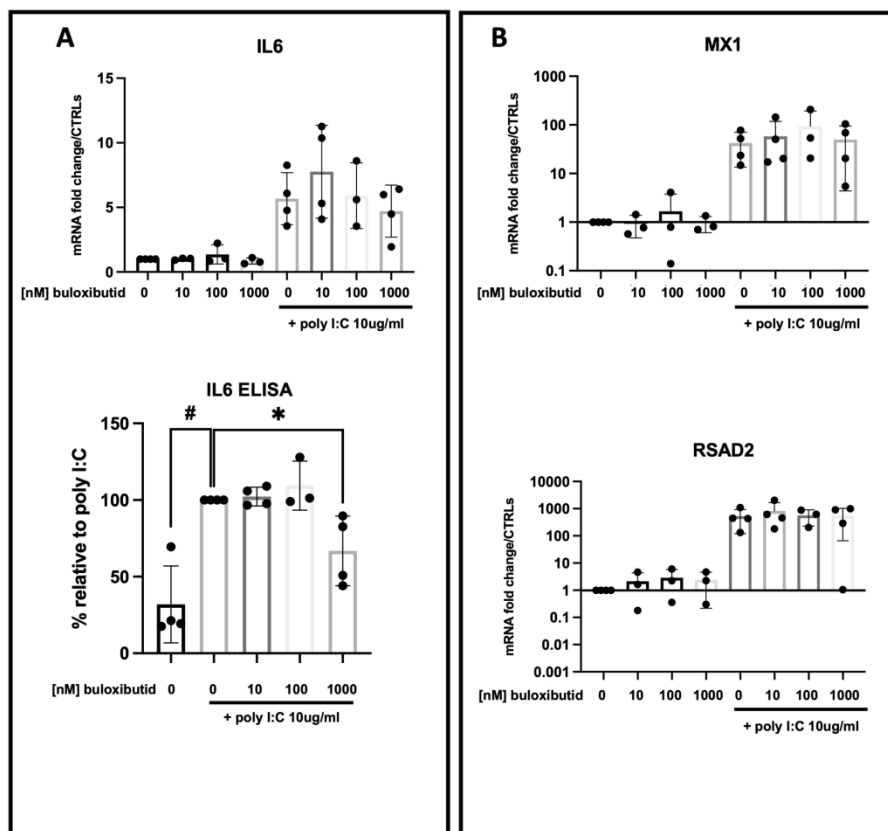 A
IL6
mRNA fold change/CTRLs
15
10
5
0
[nM] buloxibutid 0 10 100 1000 0 10 100 1000
+ poly I:C 10ug/ml
IL6 ELISA
# *
% relative to poly I:C
150
100
50
0
[nM] buloxibutid 0 0 10 100 1000
+ poly I:C 10ug/ml
B
MX1
mRNA fold change/CTRLs
1000
100
10
1
0.1
[nM] buloxibutid 0 10 100 1000 0 10 100 1000
+ poly I:C 10ug/ml
RSAD2
mRNA fold change/CTRLs
10000
1000
100
10
1
0.1
0.01
0.001
[nM] buloxibutid 0 10 100 1000 0 10 100 1000
+ poly I:C 10ug/ml